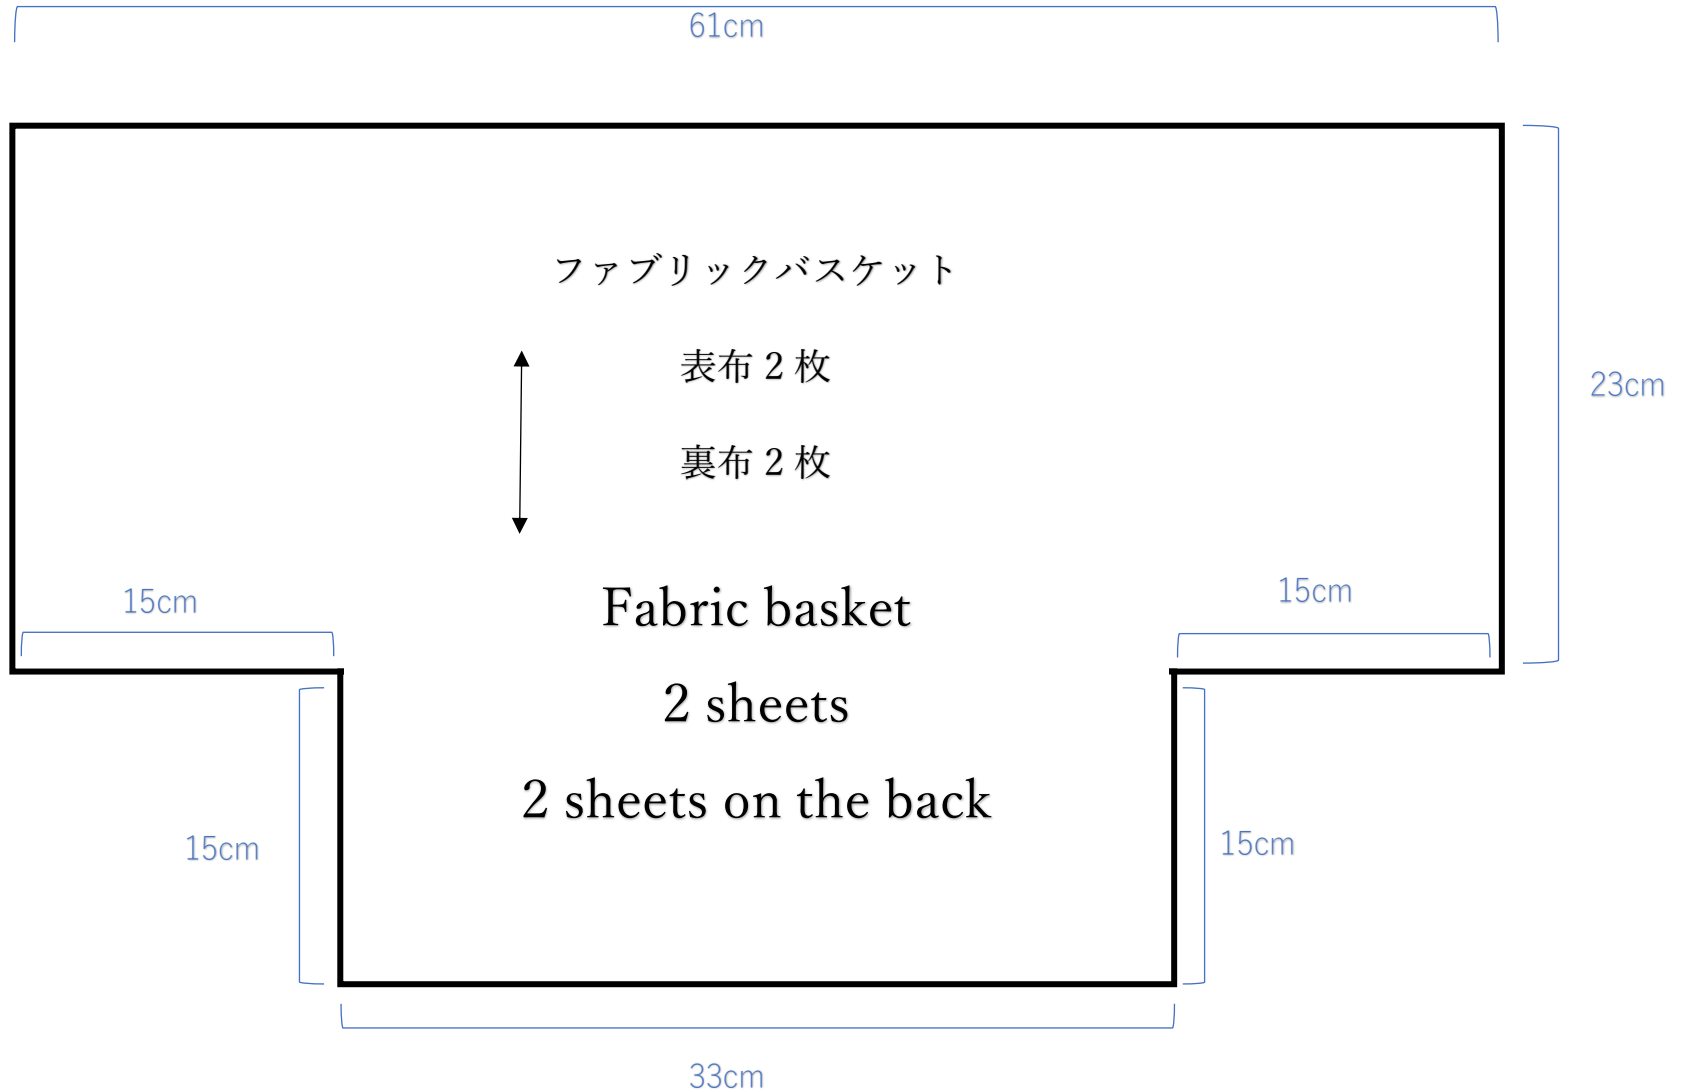 61cm
ファブリックバスケット
表布2枚
23cm
裏布2枚
15cm
15cm
Fabric basket
2 sheets
2 sheets on the back
15cm
15cm
33cm